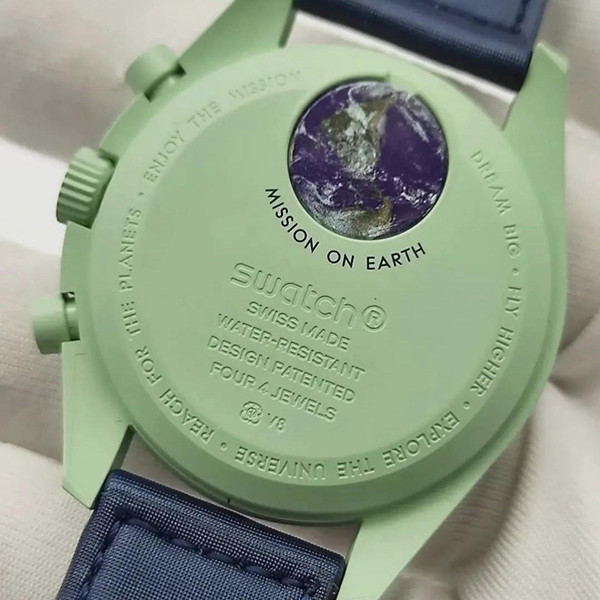 MISSION ON EARTH
swatch®
SWISS MADE
WATER-RESISTANT
DESIGN PATENTED
FOUR 4 JEWELS
V8
DREAM BIG • FLY HIGHER • EXPLORE THE UNIVERSE • REACH FOR THE PLANETS • ENJOY THE MISSION